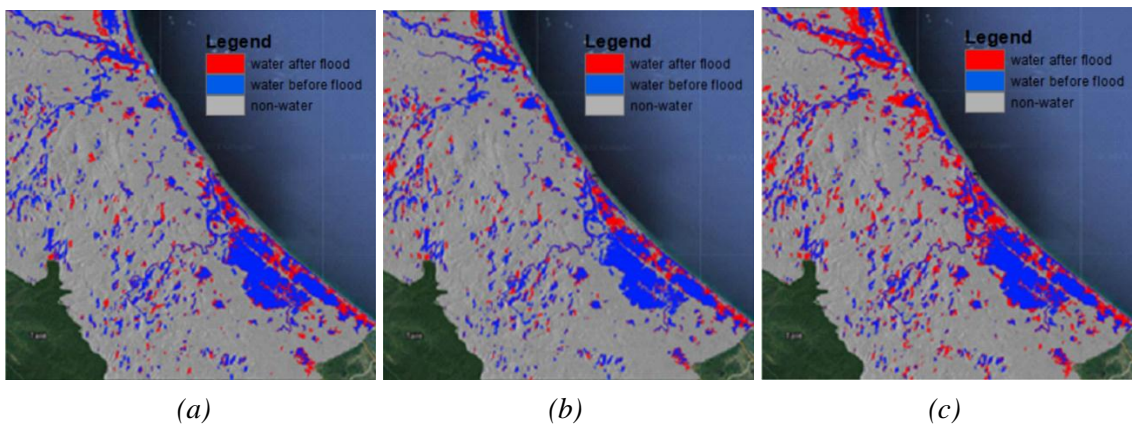 Legend
water after flood
water before flood
non-water
Legend
water after flood
water before flood
non-water
Legend
water after flood
water before flood
non-water
(a)
(b)
(c)